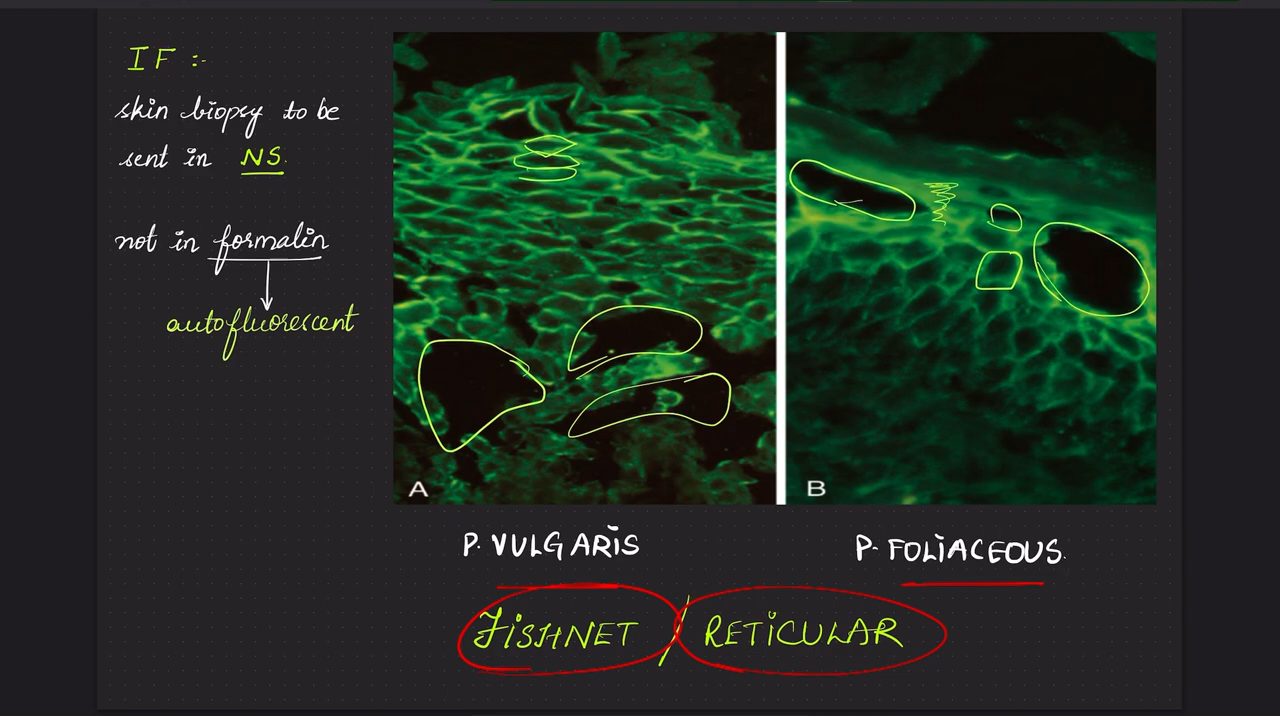 IF :-
skin biopsy to be
sent in NS.
not in formalin
autofluorescent
A
B
P. VULGARIS
P. FOLIACEOUS.
FISHNET / RETICULAR